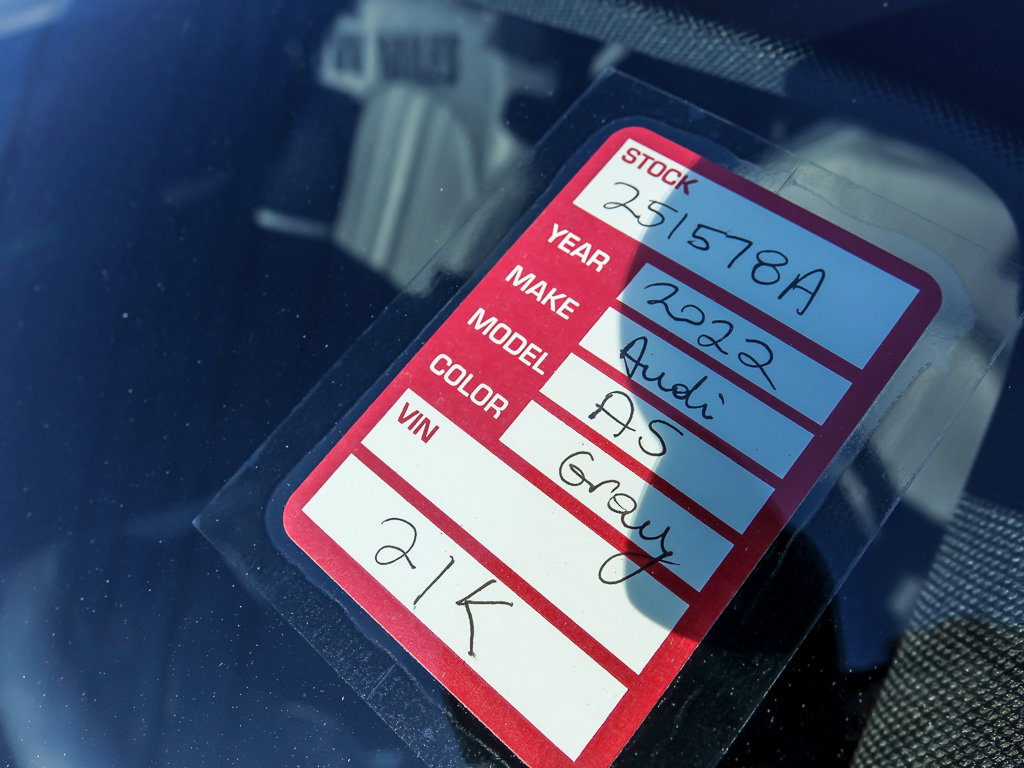 STOCK
251578A
YEAR 2022
MAKE Audi
MODEL A5
COLOR Gray
VIN
21K